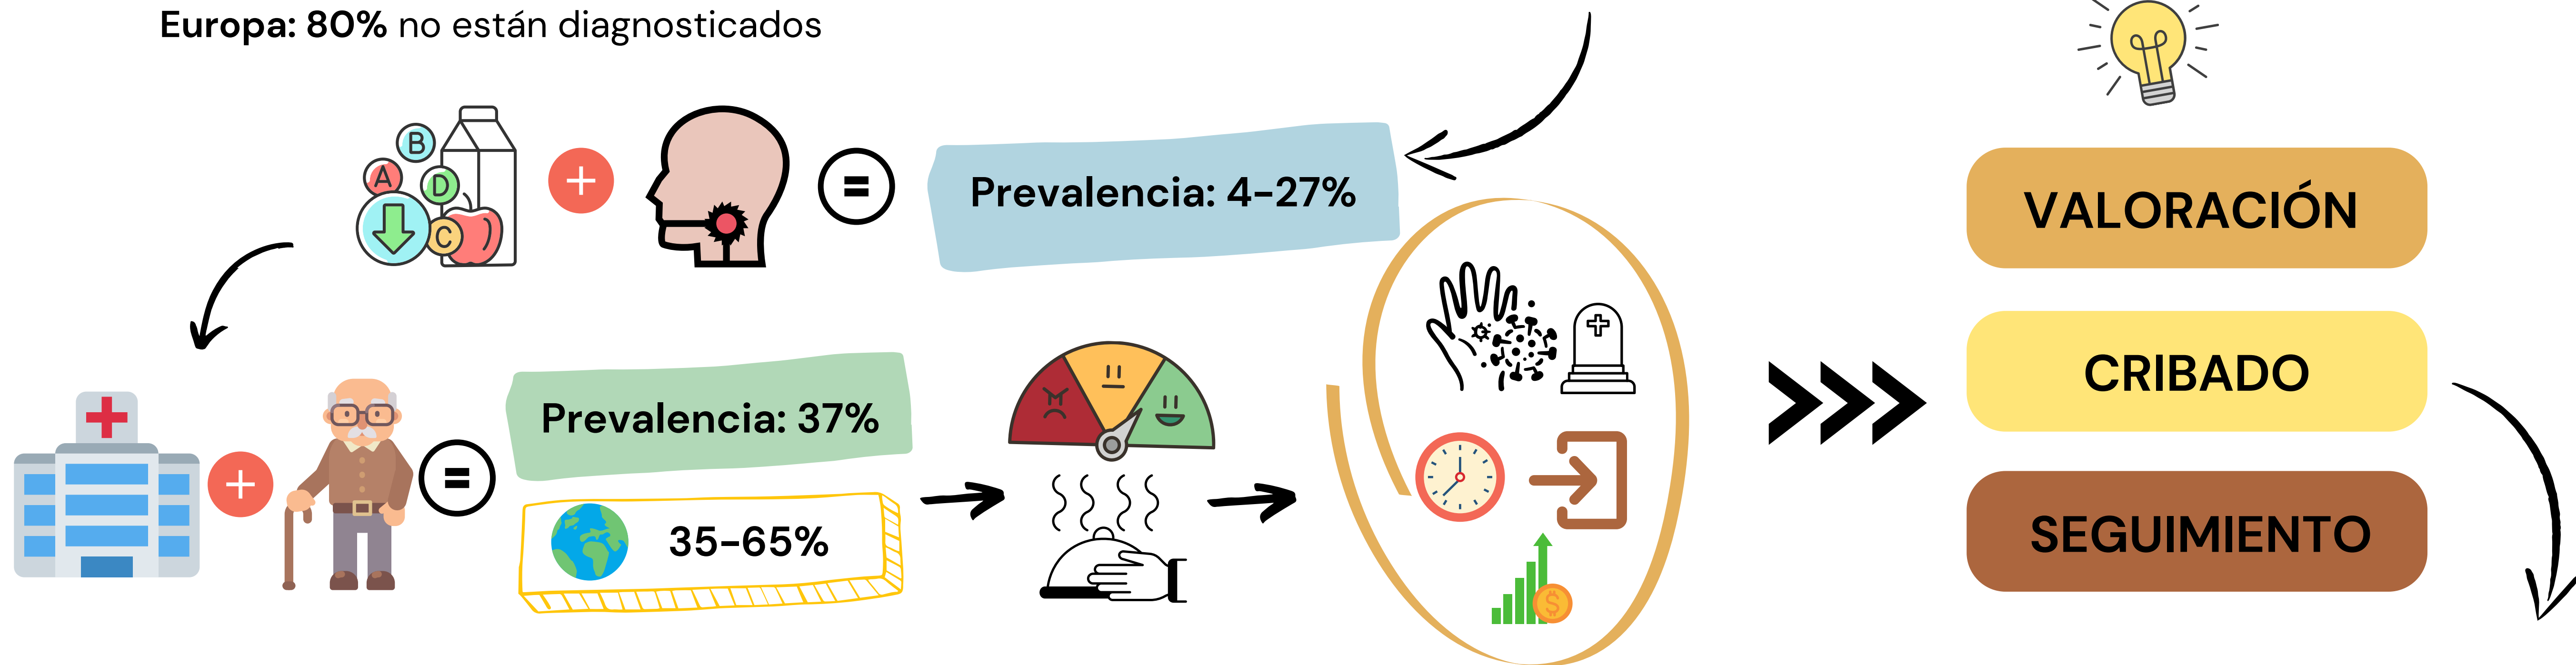 Europa: 80% no están diagnosticados
B
A
D
C
Prevalencia: 4-27%
VALORACIÓN
Prevalencia: 37%
CRIBADO
35-65%
SEGUIMIENTO
$